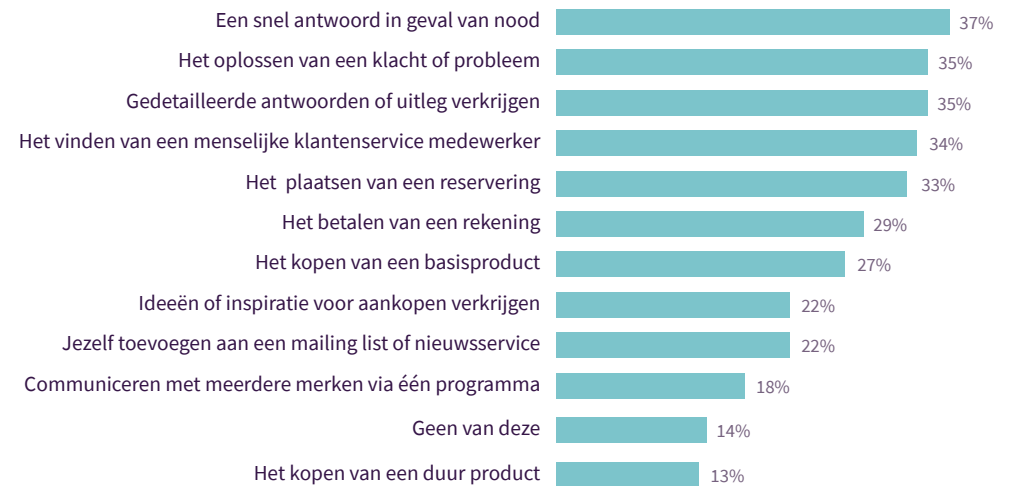 Een snel antwoord in geval van nood 37%
Het oplossen van een klacht of probleem 35%
Gedetailleerde antwoorden of uitleg verkrijgen 35%
Het vinden van een menselijke klantenservice medewerker 34%
Het plaatsen van een reservering 33%
Het betalen van een rekening 29%
Het kopen van een basisproduct 27%
Ideeën of inspiratie voor aankopen verkrijgen 22%
Jezelf toevoegen aan een mailing list of nieuwsservice 22%
Communiceren met meerdere merken via één programma 18%
Geen van deze 14%
Het kopen van een duur product 13%